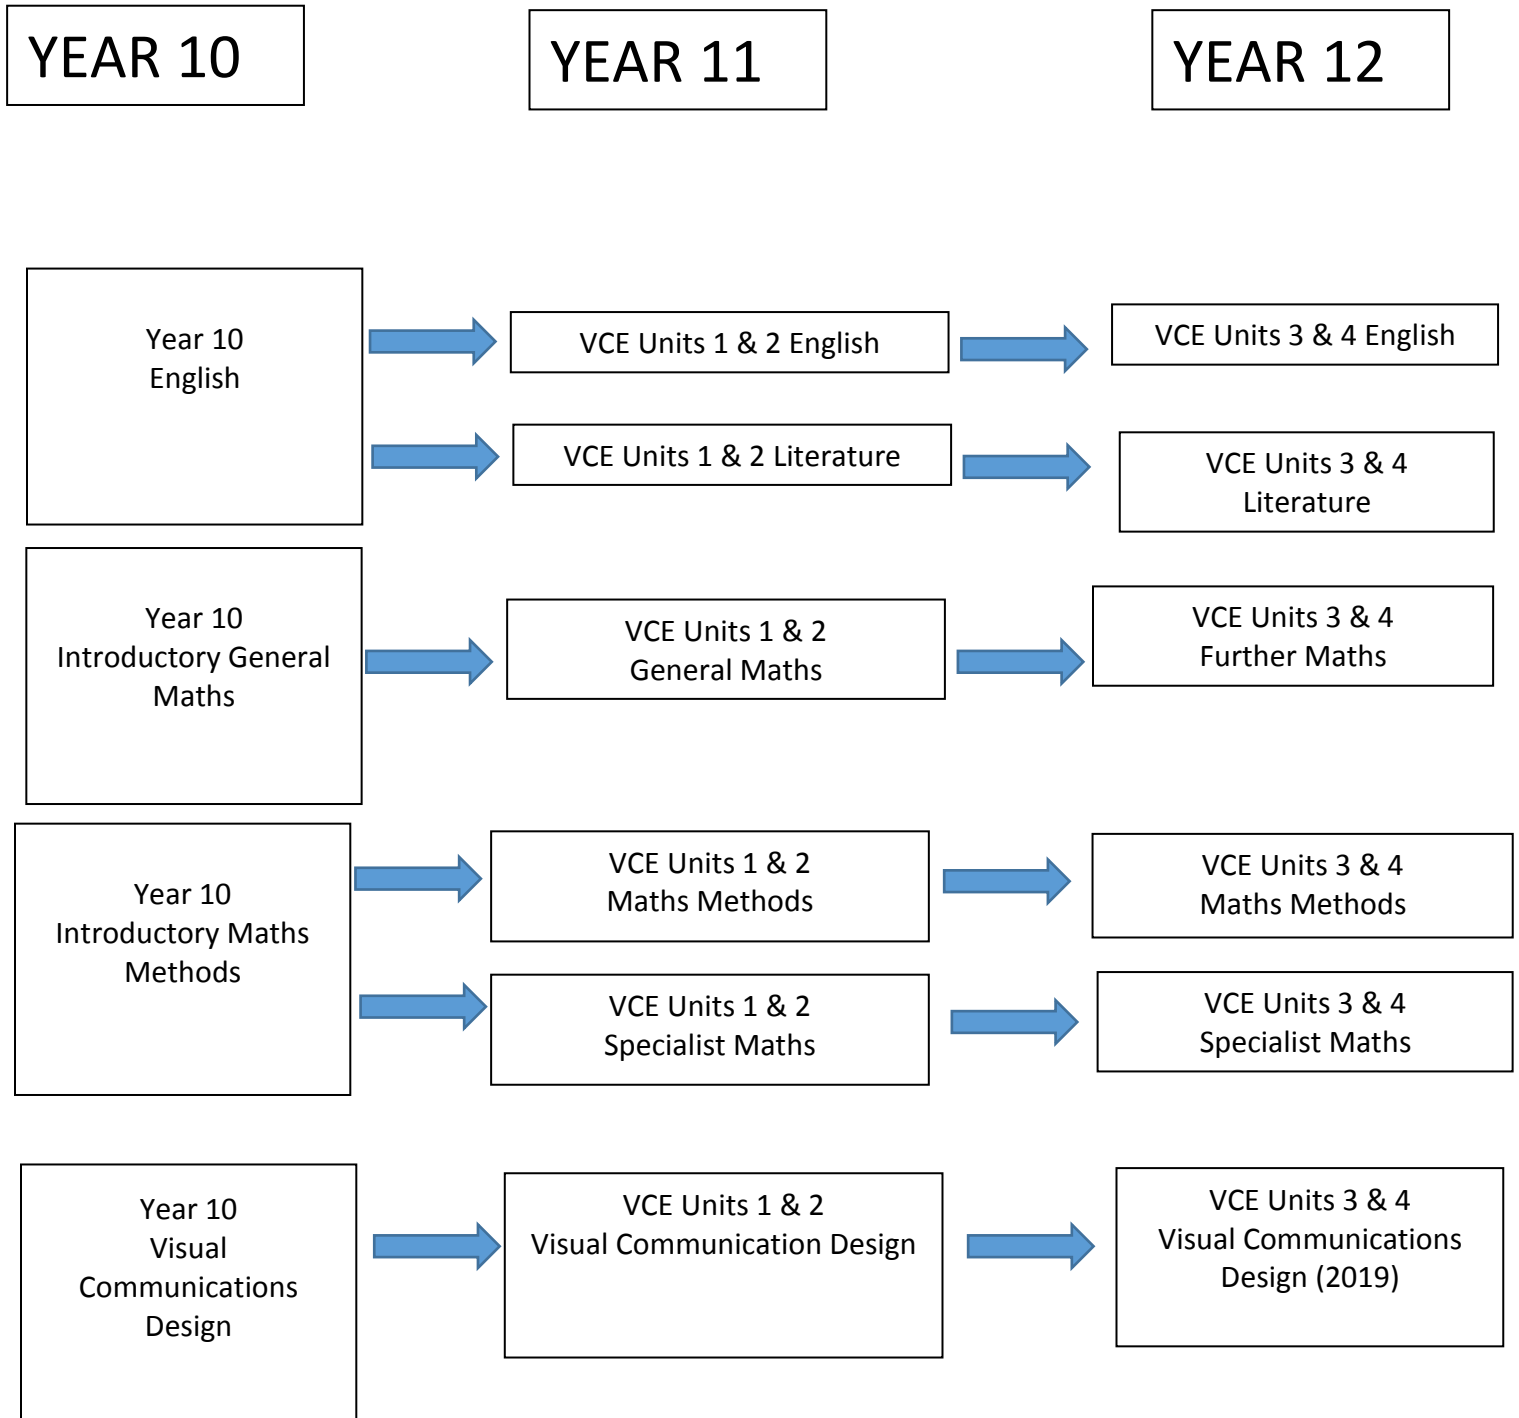 YEAR 10
YEAR 11
YEAR 12
Year 10
English
VCE Units 1 & 2 English
VCE Units 3 & 4 English
VCE Units 1 & 2 Literature
VCE Units 3 & 4
Literature
Year 10
Introductory General
Maths
VCE Units 1 & 2
General Maths
VCE Units 3 & 4
Further Maths
Year 10
Introductory Maths
Methods
VCE Units 1 & 2
Maths Methods
VCE Units 3 & 4
Maths Methods
VCE Units 1 & 2
Specialist Maths
VCE Units 3 & 4
Specialist Maths
Year 10
Visual
Communications
Design
VCE Units 1 & 2
Visual Communication Design
VCE Units 3 & 4
Visual Communications
Design (2019)